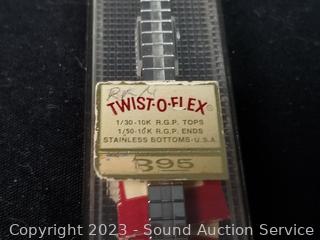 TWIST-O-FLEX®
1/30-10K R.G.P. TOPS
1/50-10K R.G.P. ENDS
STAINLESS BOTTOMS-U.S.A
395
Copyright © 2023 - Sound Auction Service